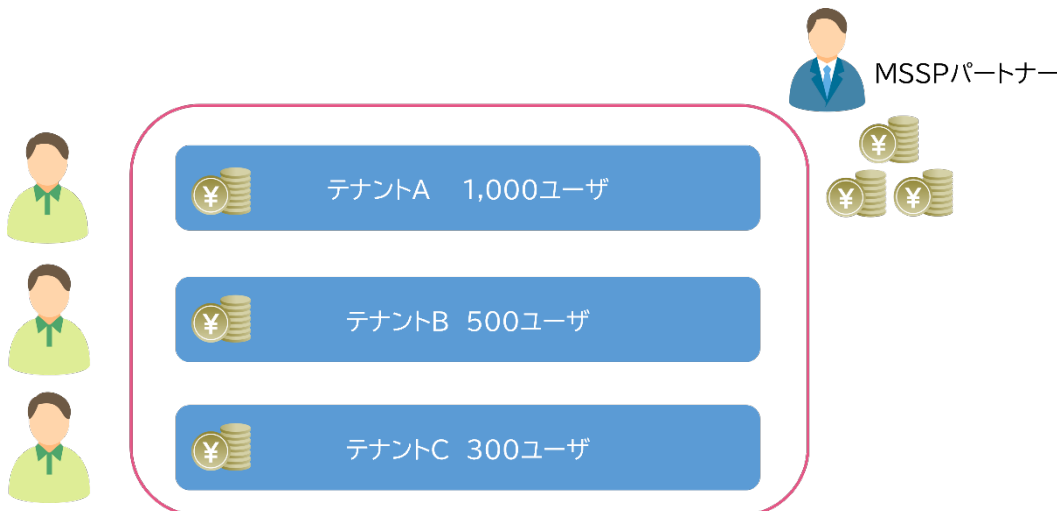 MSSPパートナー
¥
¥ ¥
¥ テナントA 1,000ユーザ
¥ テナントB 500ユーザ
¥ テナントC 300ユーザ